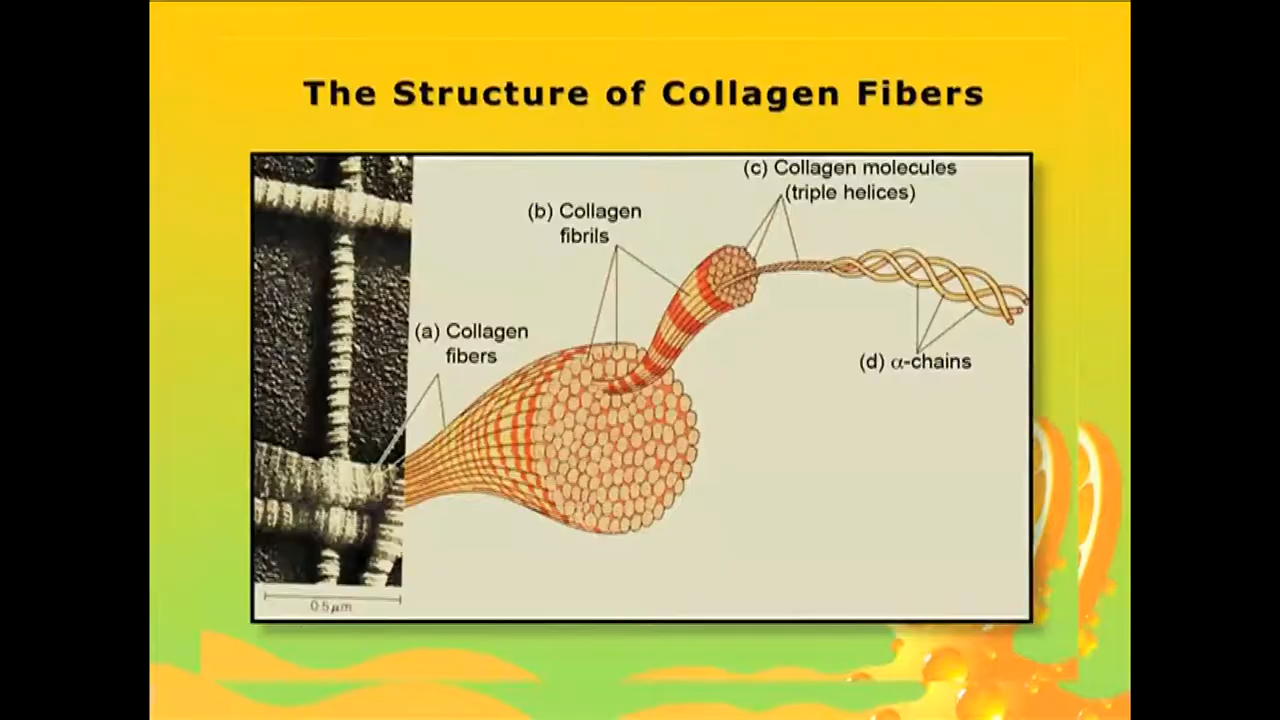 The Structure of Collagen Fibers
(c) Collagen molecules
(triple helices)
(b) Collagen
fibrils
(a) Collagen
fibers
(d) α-chains
0.5 μm